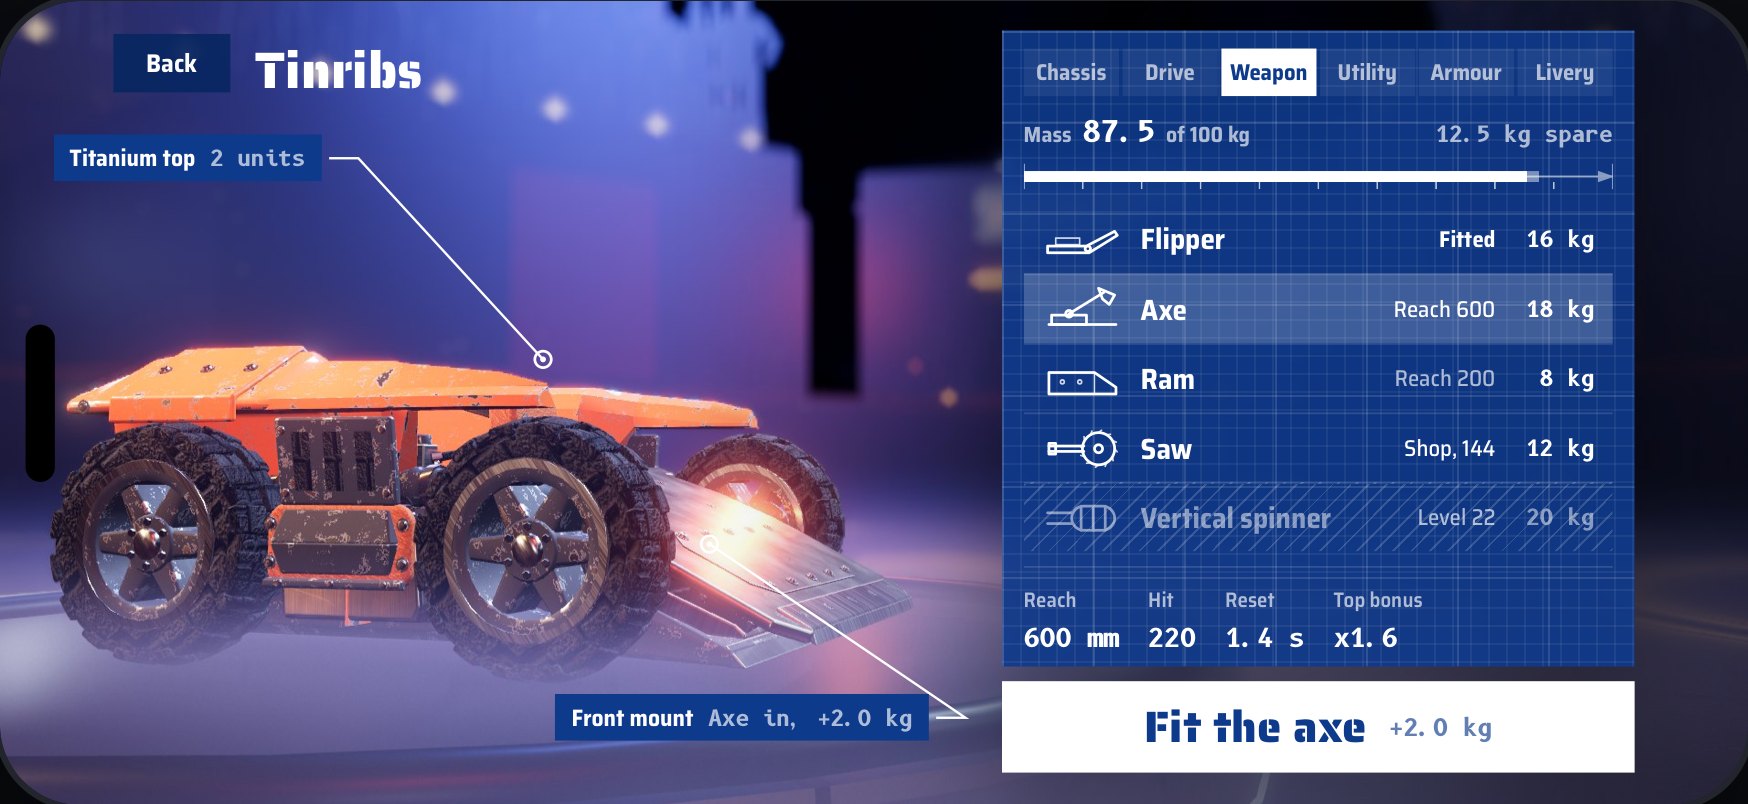 Back
Tinribs
Titanium top 2 units
Front mount Axe in, +2.0 kg
Chassis Drive Weapon Utility Armour Livery
Mass 87.5 of 100 kg 12.5 kg spare
Flipper Fitted 16 kg
Axe Reach 600 18 kg
Ram Reach 200 8 kg
Saw Shop, 144 12 kg
Vertical spinner Level 22 20 kg
Reach Hit Reset Top bonus
600 mm 220 1.4 s x1.6
Fit the axe +2.0 kg